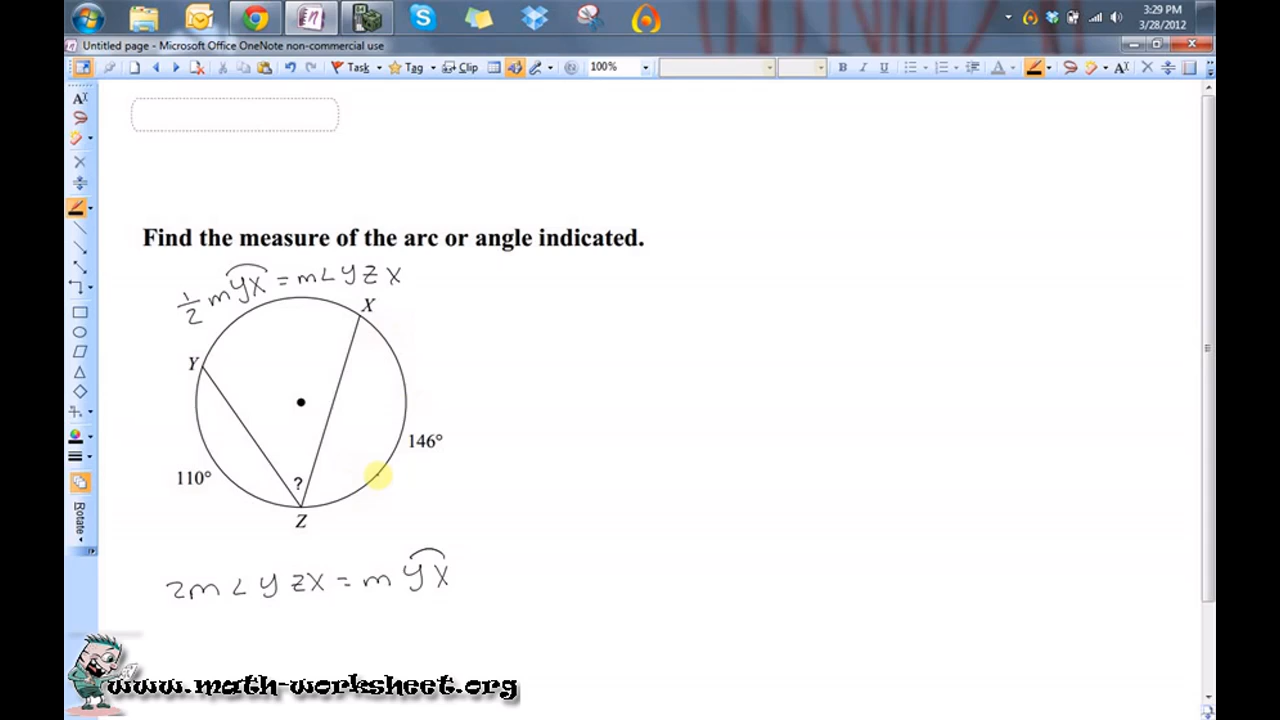 3:29 PM
3/28/2012
Untitled page - Microsoft Office OneNote non-commercial use
Task Tag Clip 100% B I U A
Find the measure of the arc or angle indicated.
1/2 m YX = m∠YZX
X
Y
146°
110°
?
Z
2m∠YZX = m YX
Rotate
www.math-worksheet.org